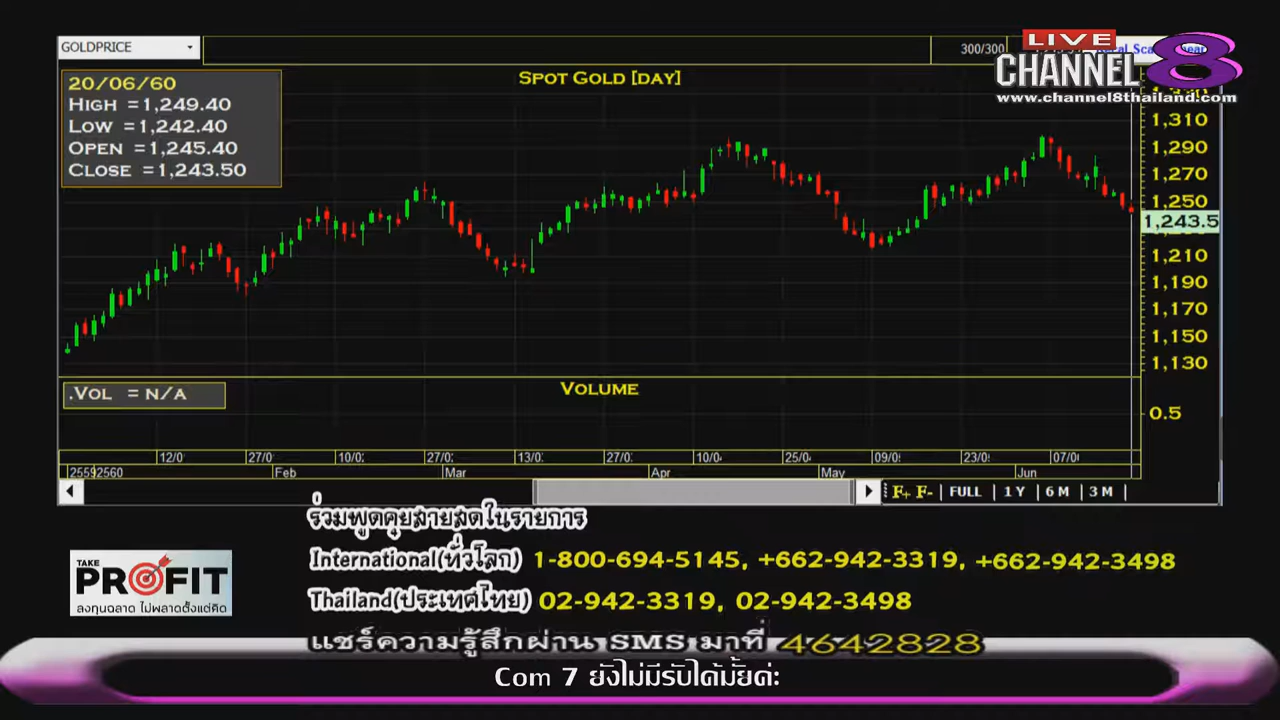 GOLDPRICE
300/300
LIVE
CHANNEL 8
www.channel8thailand.com
20/06/60
HIGH =1,249.40
LOW =1,242.40
OPEN =1,245.40
CLOSE =1,243.50
SPOT GOLD [DAY]
1,310
1,290
1,270
1,250
1,243.5
1,210
1,190
1,170
1,150
1,130
.VOL = N/A
VOLUME
0.5
12/0 27/0 10/0 27/0 13/0 27/0 10/0 25/0 09/0 23/0 07/0
25592560 Feb Mar Apr May Jun
F+ F- FULL 1 Y 6 M 3 M
ร่วมพูดคุยสายสดในรายการ
International(ทั่วโลก) 1-800-694-5145, +662-942-3319, +662-942-3498
TAKE
PROFIT
ลงทุนฉลาด ไม่พลาดตั้งแต่คิด
Thailand(ประเทศไทย) 02-942-3319, 02-942-3498
แชร์ความรู้สึกผ่าน SMS มาที่ 4642828
Com 7 ยังไม่มีรับได้มั้ยค่ะ